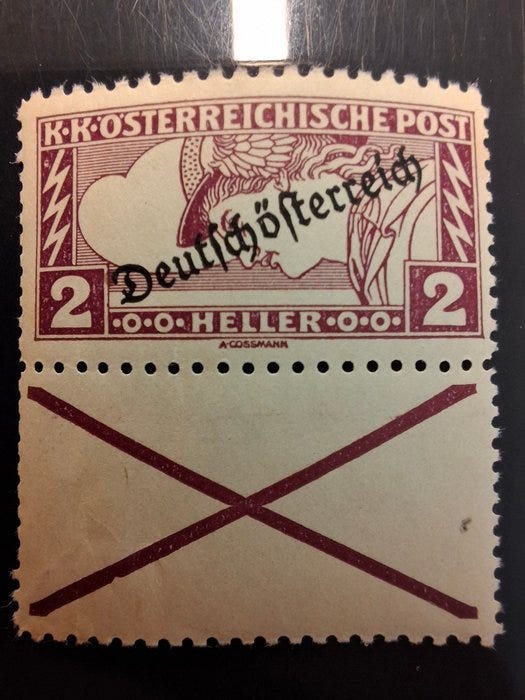 K·K·ÖSTERREICHISCHE POST
Deutschösterreich
2 ·O·O· HELLER ·O·O· 2
A·COSSMANN